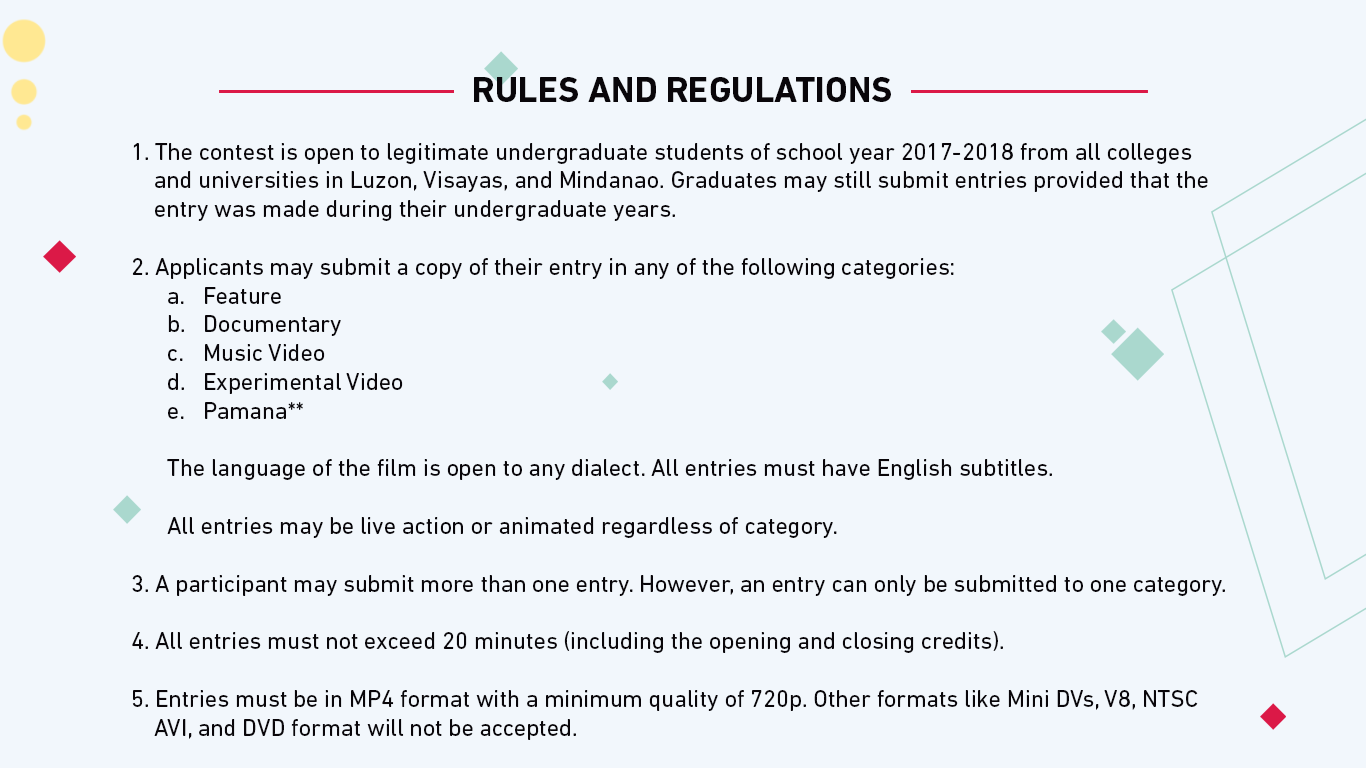 RULES AND REGULATIONS
1. The contest is open to legitimate undergraduate students of school year 2017-2018 from all colleges
and universities in Luzon, Visayas, and Mindanao. Graduates may still submit entries provided that the
entry was made during their undergraduate years.
2. Applicants may submit a copy of their entry in any of the following categories:
a. Feature
b. Documentary
c. Music Video
d. Experimental Video
e. Pamana**
The language of the film is open to any dialect. All entries must have English subtitles.
All entries may be live action or animated regardless of category.
3. A participant may submit more than one entry. However, an entry can only be submitted to one category.
4. All entries must not exceed 20 minutes (including the opening and closing credits).
5. Entries must be in MP4 format with a minimum quality of 720p. Other formats like Mini DVs, V8, NTSC
AVI, and DVD format will not be accepted.